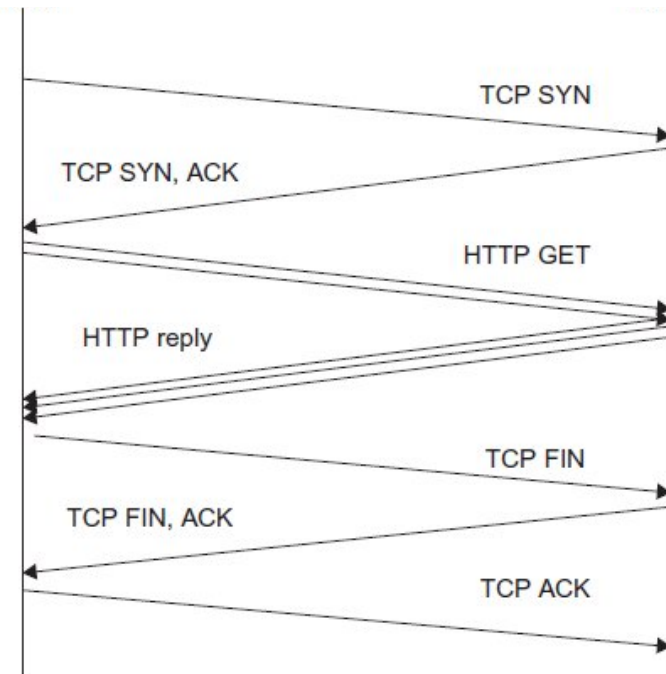 TCP SYN
TCP SYN, ACK
HTTP GET
HTTP reply
TCP FIN
TCP FIN, ACK
TCP ACK